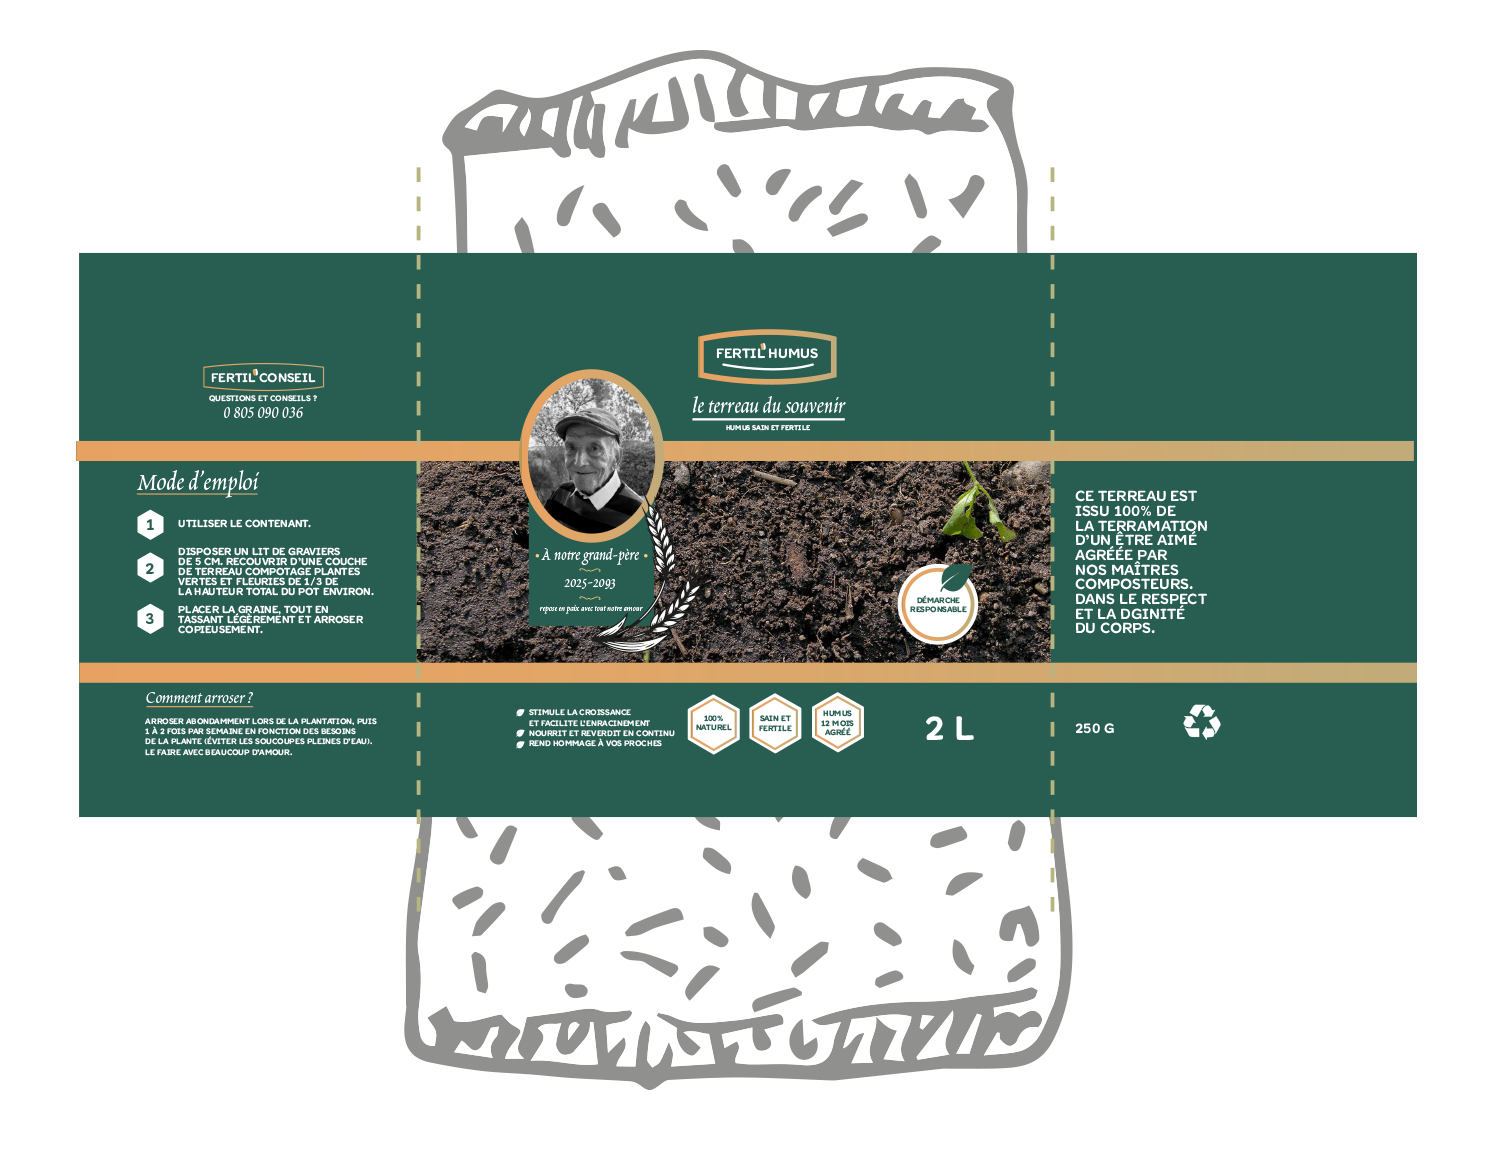 FERTIL'CONSEIL
QUESTIONS ET CONSEILS ?
0 805 090 036
Mode d'emploi
1
UTILISER LE CONTENANT.
2
DISPOSER UN LIT DE GRAVIERS
DE 5 CM. RECOUVRIR D'UNE COUCHE
DE TERREAU COMPOTAGE PLANTES
VERTES ET FLEURIES DE 1/3 DE
LA HAUTEUR TOTAL DU POT ENVIRON.
3
PLACER LA GRAINE, TOUT EN
TASSANT LÉGÈREMENT ET ARROSER
COPIEUSEMENT.
Comment arroser ?
ARROSER ABONDAMMENT LORS DE LA PLANTATION, PUIS
1 À 2 FOIS PAR SEMAINE EN FONCTION DES BESOINS
DE LA PLANTE (ÉVITER LES SOUCOUPES PLEINES D'EAU).
LE FAIRE AVEC BEAUCOUP D'AMOUR.
FERTIL'HUMUS
le terreau du souvenir
HUMUS SAIN ET FERTILE
• À notre grand-père •
2025-2093
repose en paix avec tout notre amour
DÉMARCHE
RESPONSABLE
STIMULE LA CROISSANCE
ET FACILITE L'ENRACINEMENT
NOURRIT ET REVERDIT EN CONTINU
REND HOMMAGE À VOS PROCHES
100%
NATUREL
SAIN ET
FERTILE
HUMUS
12 MOIS
AGRÉÉ
2 L
CE TERREAU EST
ISSU 100% DE
LA TERRAMATION
D'UN ÊTRE AIMÉ
AGRÉÉE PAR
NOS MAÎTRES
COMPOSTEURS.
DANS LE RESPECT
ET LA DGINITÉ
DU CORPS.
250 G